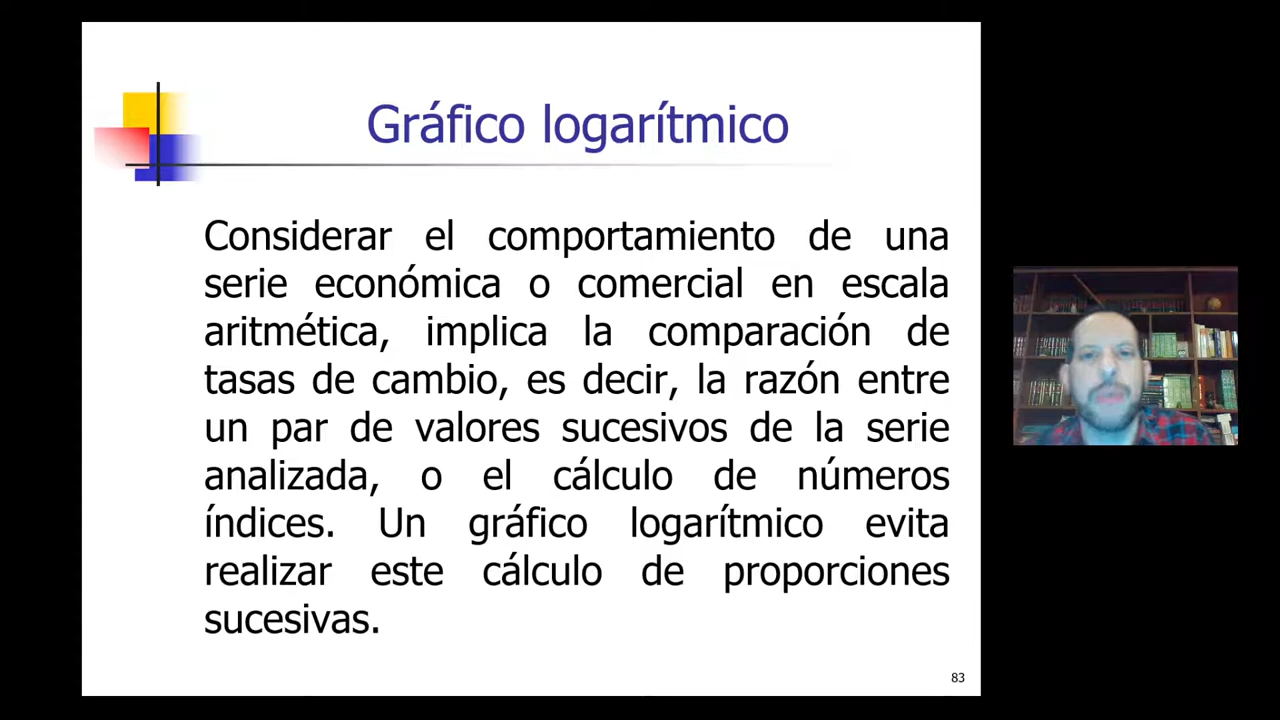 Gráfico logarítmico
Considerar el comportamiento de una
serie económica o comercial en escala
aritmética, implica la comparación de
tasas de cambio, es decir, la razón entre
un par de valores sucesivos de la serie
analizada, o el cálculo de números
índices. Un gráfico logarítmico evita
realizar este cálculo de proporciones
sucesivas.
83